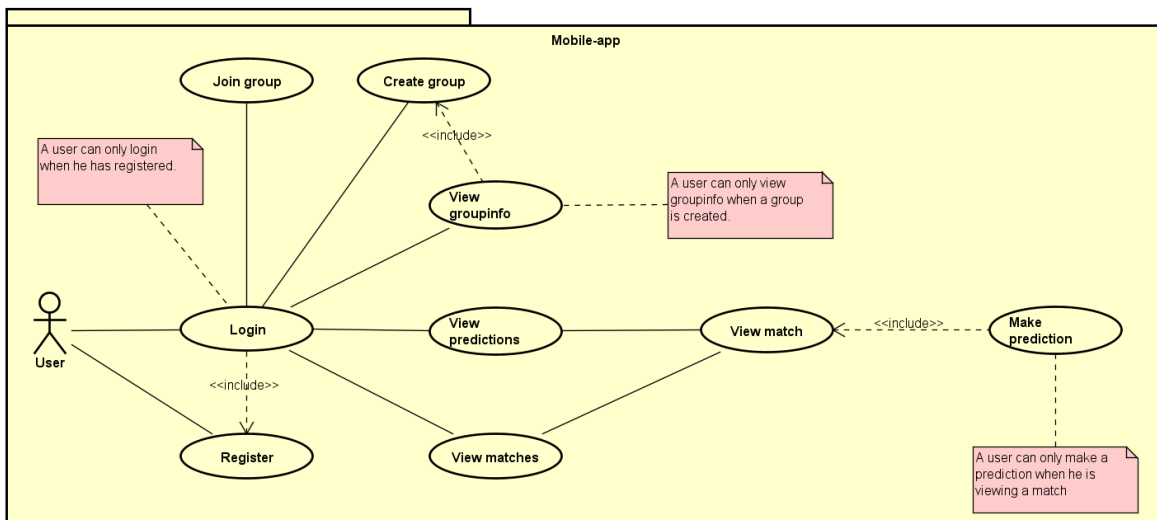 Mobile-app
Join group
Create group
<<include>>
A user can only login
when he has registered.
View
groupinfo
A user can only view
groupinfo when a group
is created.
User
Login
View
predictions
View match
<<include>>
Make
prediction
<<include>>
Register
View matches
A user can only make a
prediction when he is
viewing a match